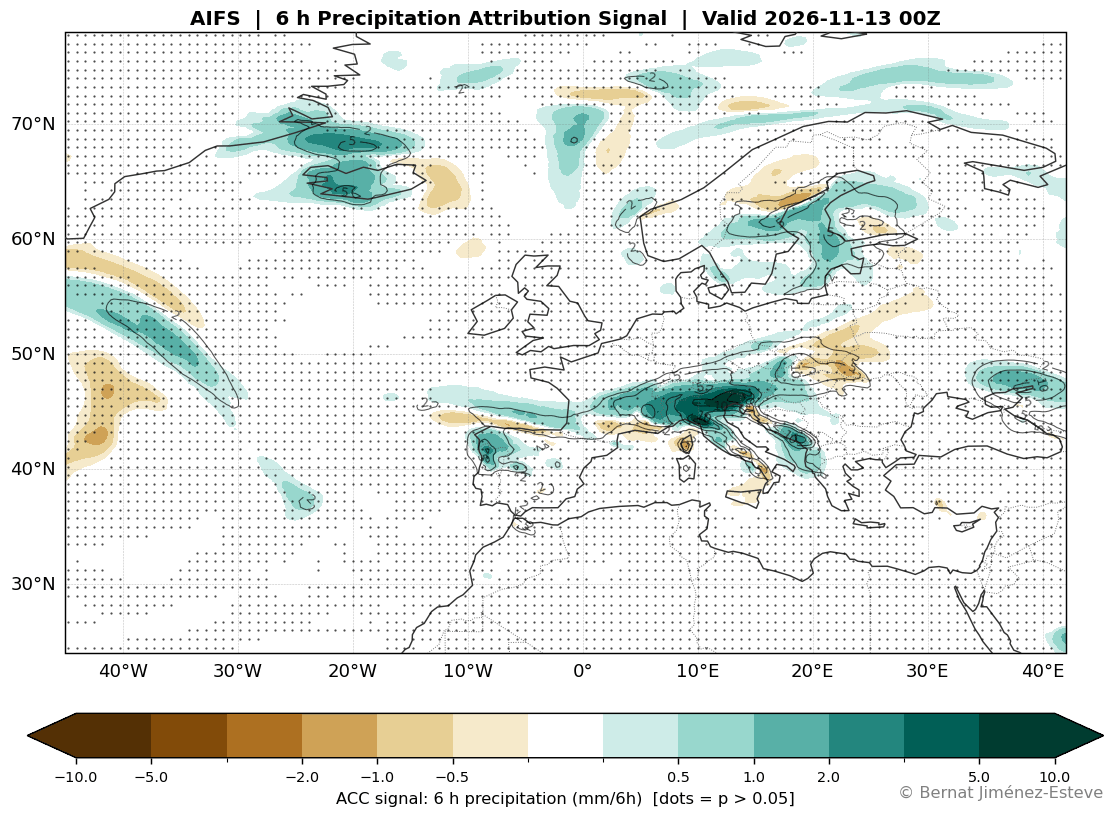 AIFS | 6 h Precipitation Attribution Signal | Valid 2026-11-13 00Z
70°N
60°N
50°N
40°N
30°N
40°W 30°W 20°W 10°W 0° 10°E 20°E 30°E 40°E
−10.0 −5.0 −2.0 −1.0 −0.5 0.5 1.0 2.0 5.0 10.0
ACC signal: 6 h precipitation (mm/6h) [dots = p > 0.05]
© Bernat Jiménez-Esteve